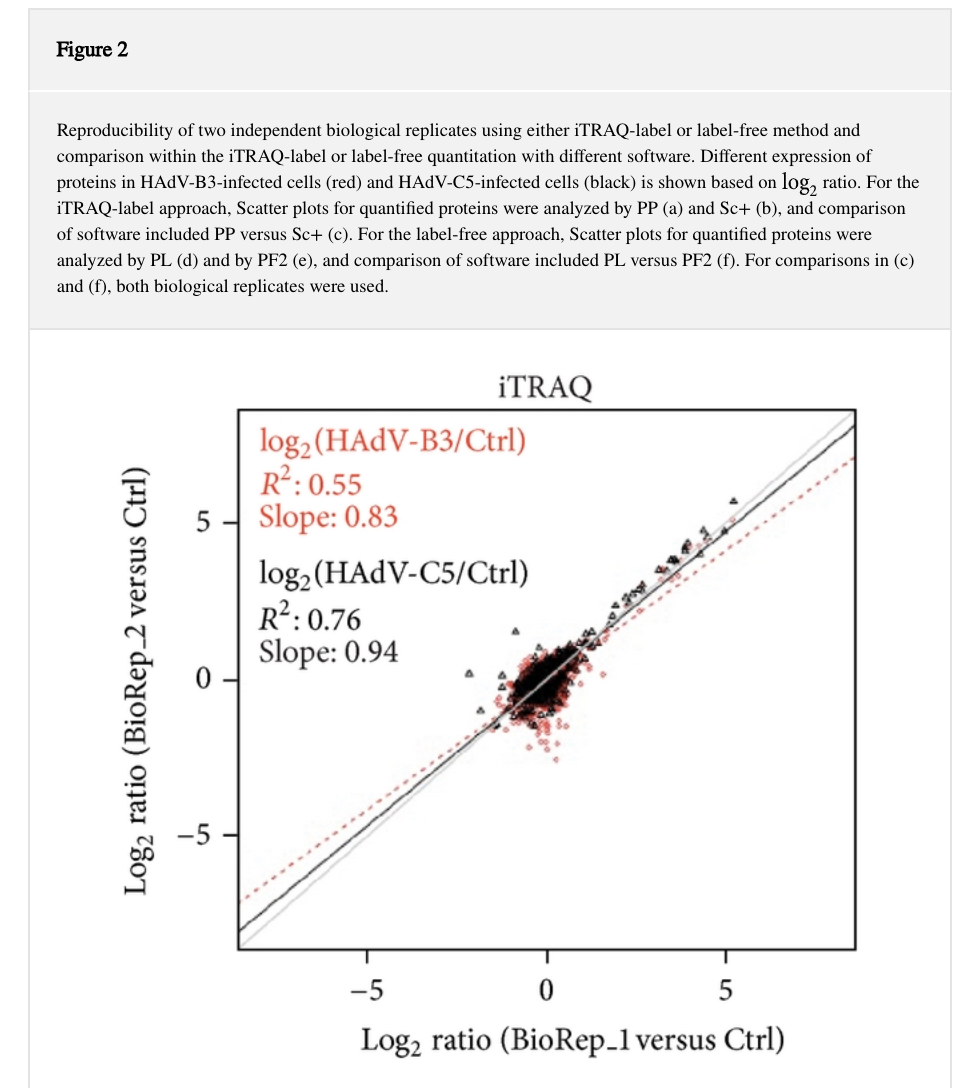 Figure 2
Reproducibility of two independent biological replicates using either iTRAQ-label or label-free method and
comparison within the iTRAQ-label or label-free quantitation with different software. Different expression of
proteins in HAdV-B3-infected cells (red) and HAdV-C5-infected cells (black) is shown based on log₂ ratio. For the
iTRAQ-label approach, Scatter plots for quantified proteins were analyzed by PP (a) and Sc+ (b), and comparison
of software included PP versus Sc+ (c). For the label-free approach, Scatter plots for quantified proteins were
analyzed by PL (d) and by PF2 (e), and comparison of software included PL versus PF2 (f). For comparisons in (c)
and (f), both biological replicates were used.
iTRAQ
log₂(HAdV-B3/Ctrl)
R²: 0.55
Slope: 0.83
log₂(HAdV-C5/Ctrl)
R²: 0.76
Slope: 0.94
Log₂ ratio (BioRep_2 versus Ctrl)
5
0
−5
−5 0 5
Log₂ ratio (BioRep_1 versus Ctrl)